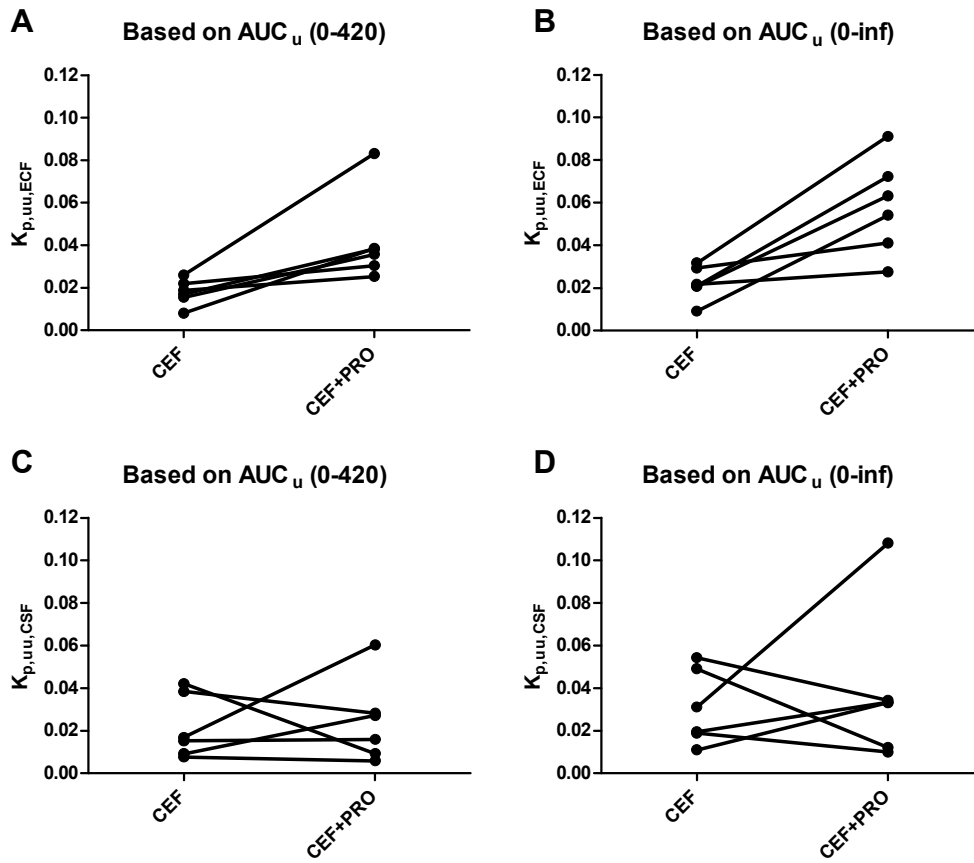 A
Based on AUC u (0-420)
0.12
0.10
0.08
0.06
0.04
0.02
0.00
Kp,uu,ECF
CEF
CEF+PRO
B
Based on AUC u (0-inf)
0.12
0.10
0.08
0.06
0.04
0.02
0.00
Kp,uu,ECF
CEF
CEF+PRO
C
Based on AUC u (0-420)
0.12
0.10
0.08
0.06
0.04
0.02
0.00
Kp,uu,CSF
CEF
CEF+PRO
D
Based on AUC u (0-inf)
0.12
0.10
0.08
0.06
0.04
0.02
0.00
Kp,uu,CSF
CEF
CEF+PRO